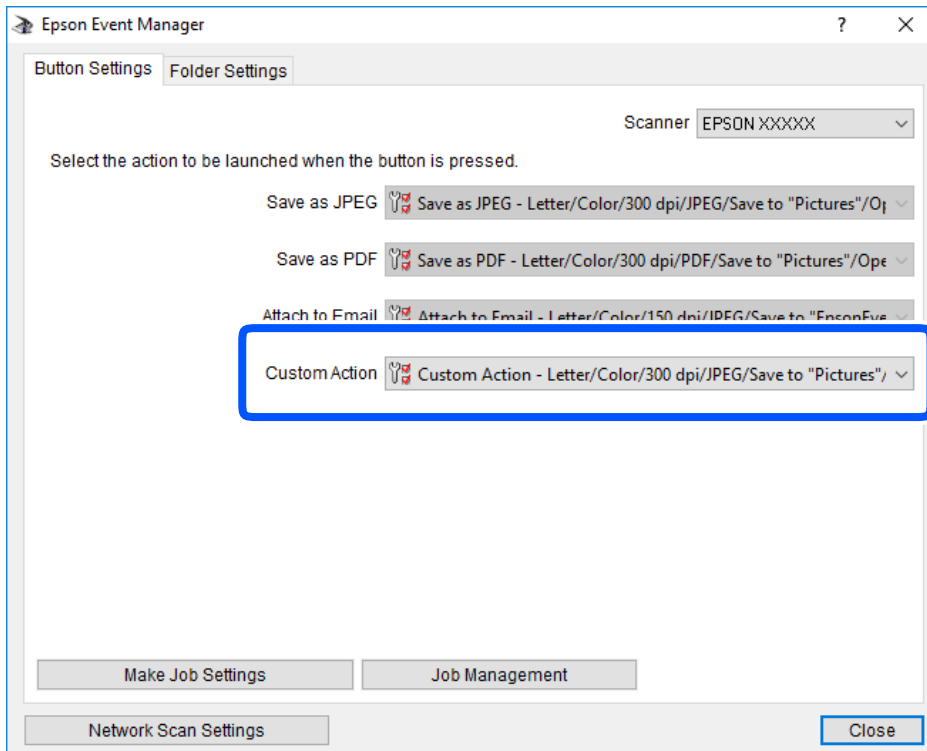 Epson Event Manager
Button Settings
Folder Settings
Scanner EPSON XXXXX
Select the action to be launched when the button is pressed.
Save as JPEG Save as JPEG - Letter/Color/300 dpi/JPEG/Save to "Pictures"/Op
Save as PDF Save as PDF - Letter/Color/300 dpi/PDF/Save to "Pictures"/Ope
Attach to Email Attach to Email - Letter/Color/150 dpi/JPEG/Save to "EpsonEve
Custom Action Custom Action - Letter/Color/300 dpi/JPEG/Save to "Pictures"/
Make Job Settings
Job Management
Network Scan Settings
Close